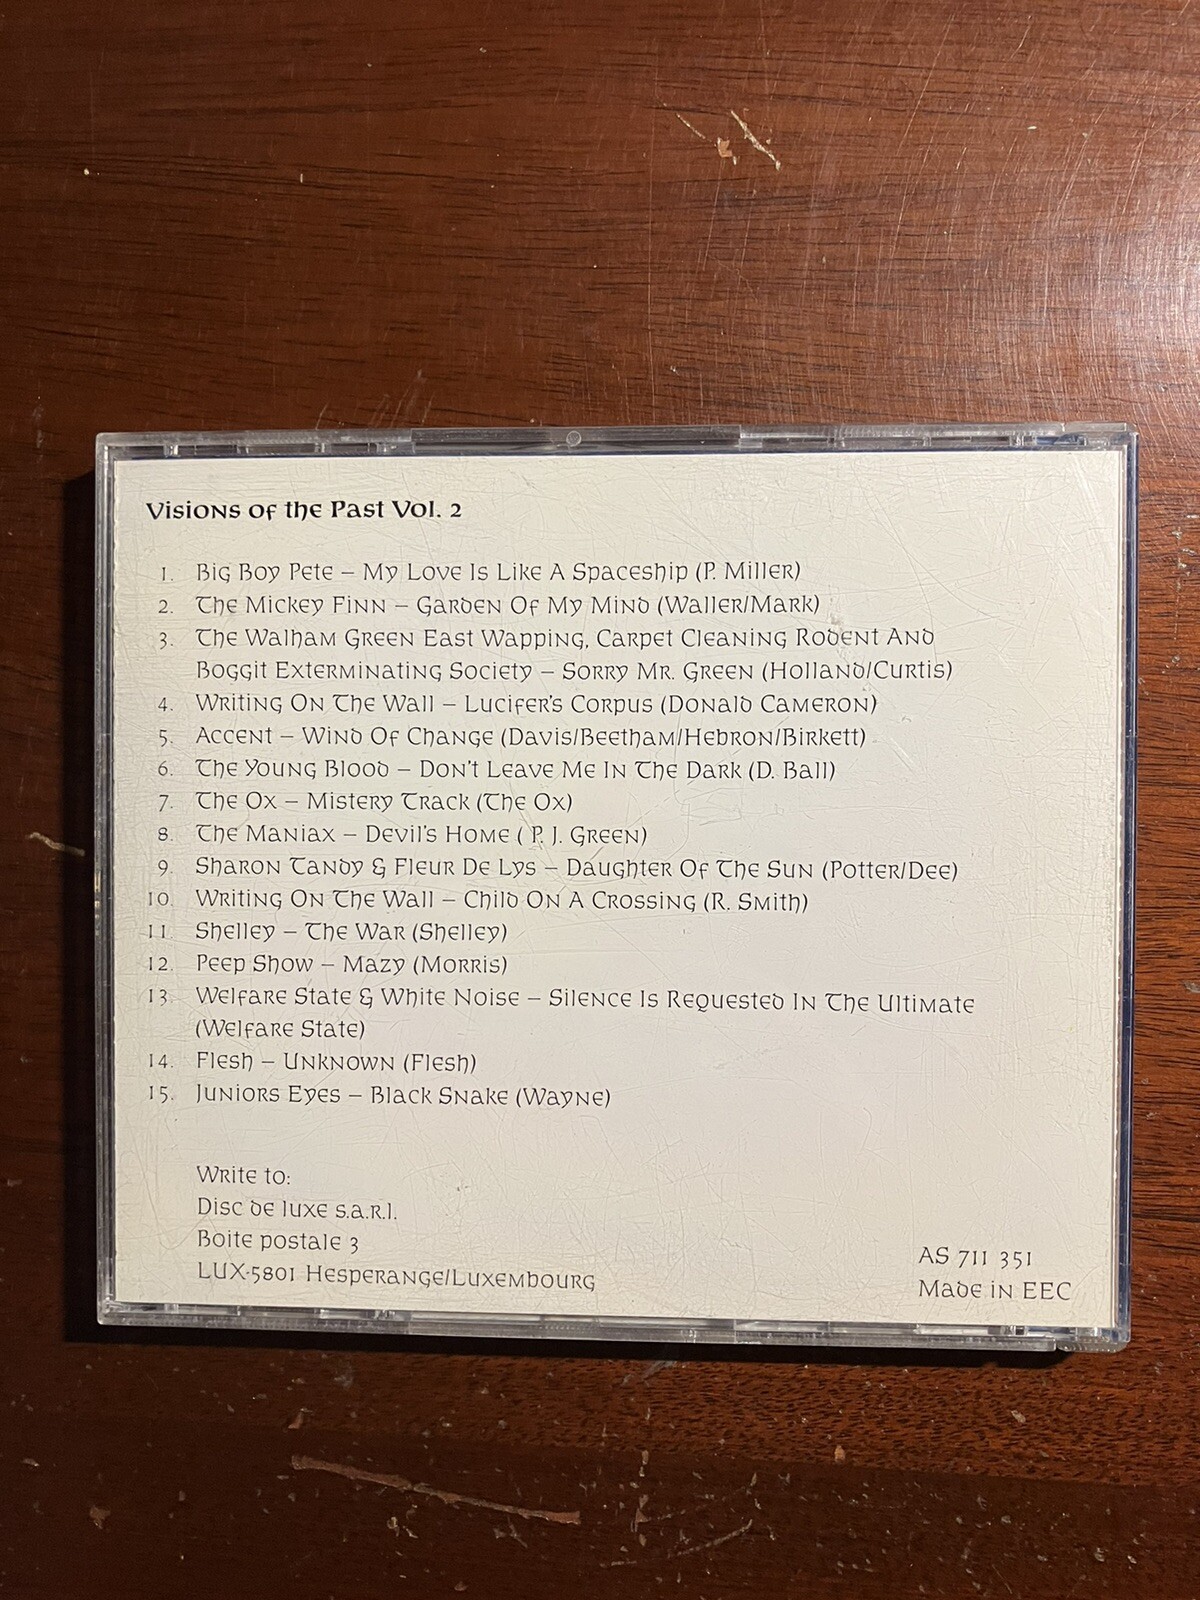 Visions of the Past Vol. 2
1. Big Boy Pete – My Love Is Like A Spaceship (P. Miller)
2. The Mickey Finn – Garden Of My Mind (Waller/Mark)
3. The Walham Green East Wapping, Carpet Cleaning Rodent And
Boggit Exterminating Society – Sorry Mr. Green (Holland/Curtis)
4. Writing On The Wall – Lucifer's Corpus (Donald Cameron)
5. Accent – Wind Of Change (Davis/Beetham/Hebron/Birkett)
6. The Young Blood – Don't Leave Me In The Dark (D. Ball)
7. The Ox – Mistery Track (The Ox)
8. The Maniax – Devil's Home ( P. J. Green)
9. Sharon Tandy & Fleur De Lys – Daughter Of The Sun (Potter/Dee)
10. Writing On The Wall – Child On A Crossing (R. Smith)
11. Shelley – The War (Shelley)
12. Peep Show – Mazy (Morris)
13. Welfare State & White Noise – Silence Is Requested In The Ultimate
(Welfare State)
14. Flesh – Unknown (Flesh)
15. Juniors Eyes – Black Snake (Wayne)
Write to:
Disc de luxe s.a.r.l.
Boite postale 3
LUX-5801 Hesperange/Luxembourg
AS 711 351
Made in EEC